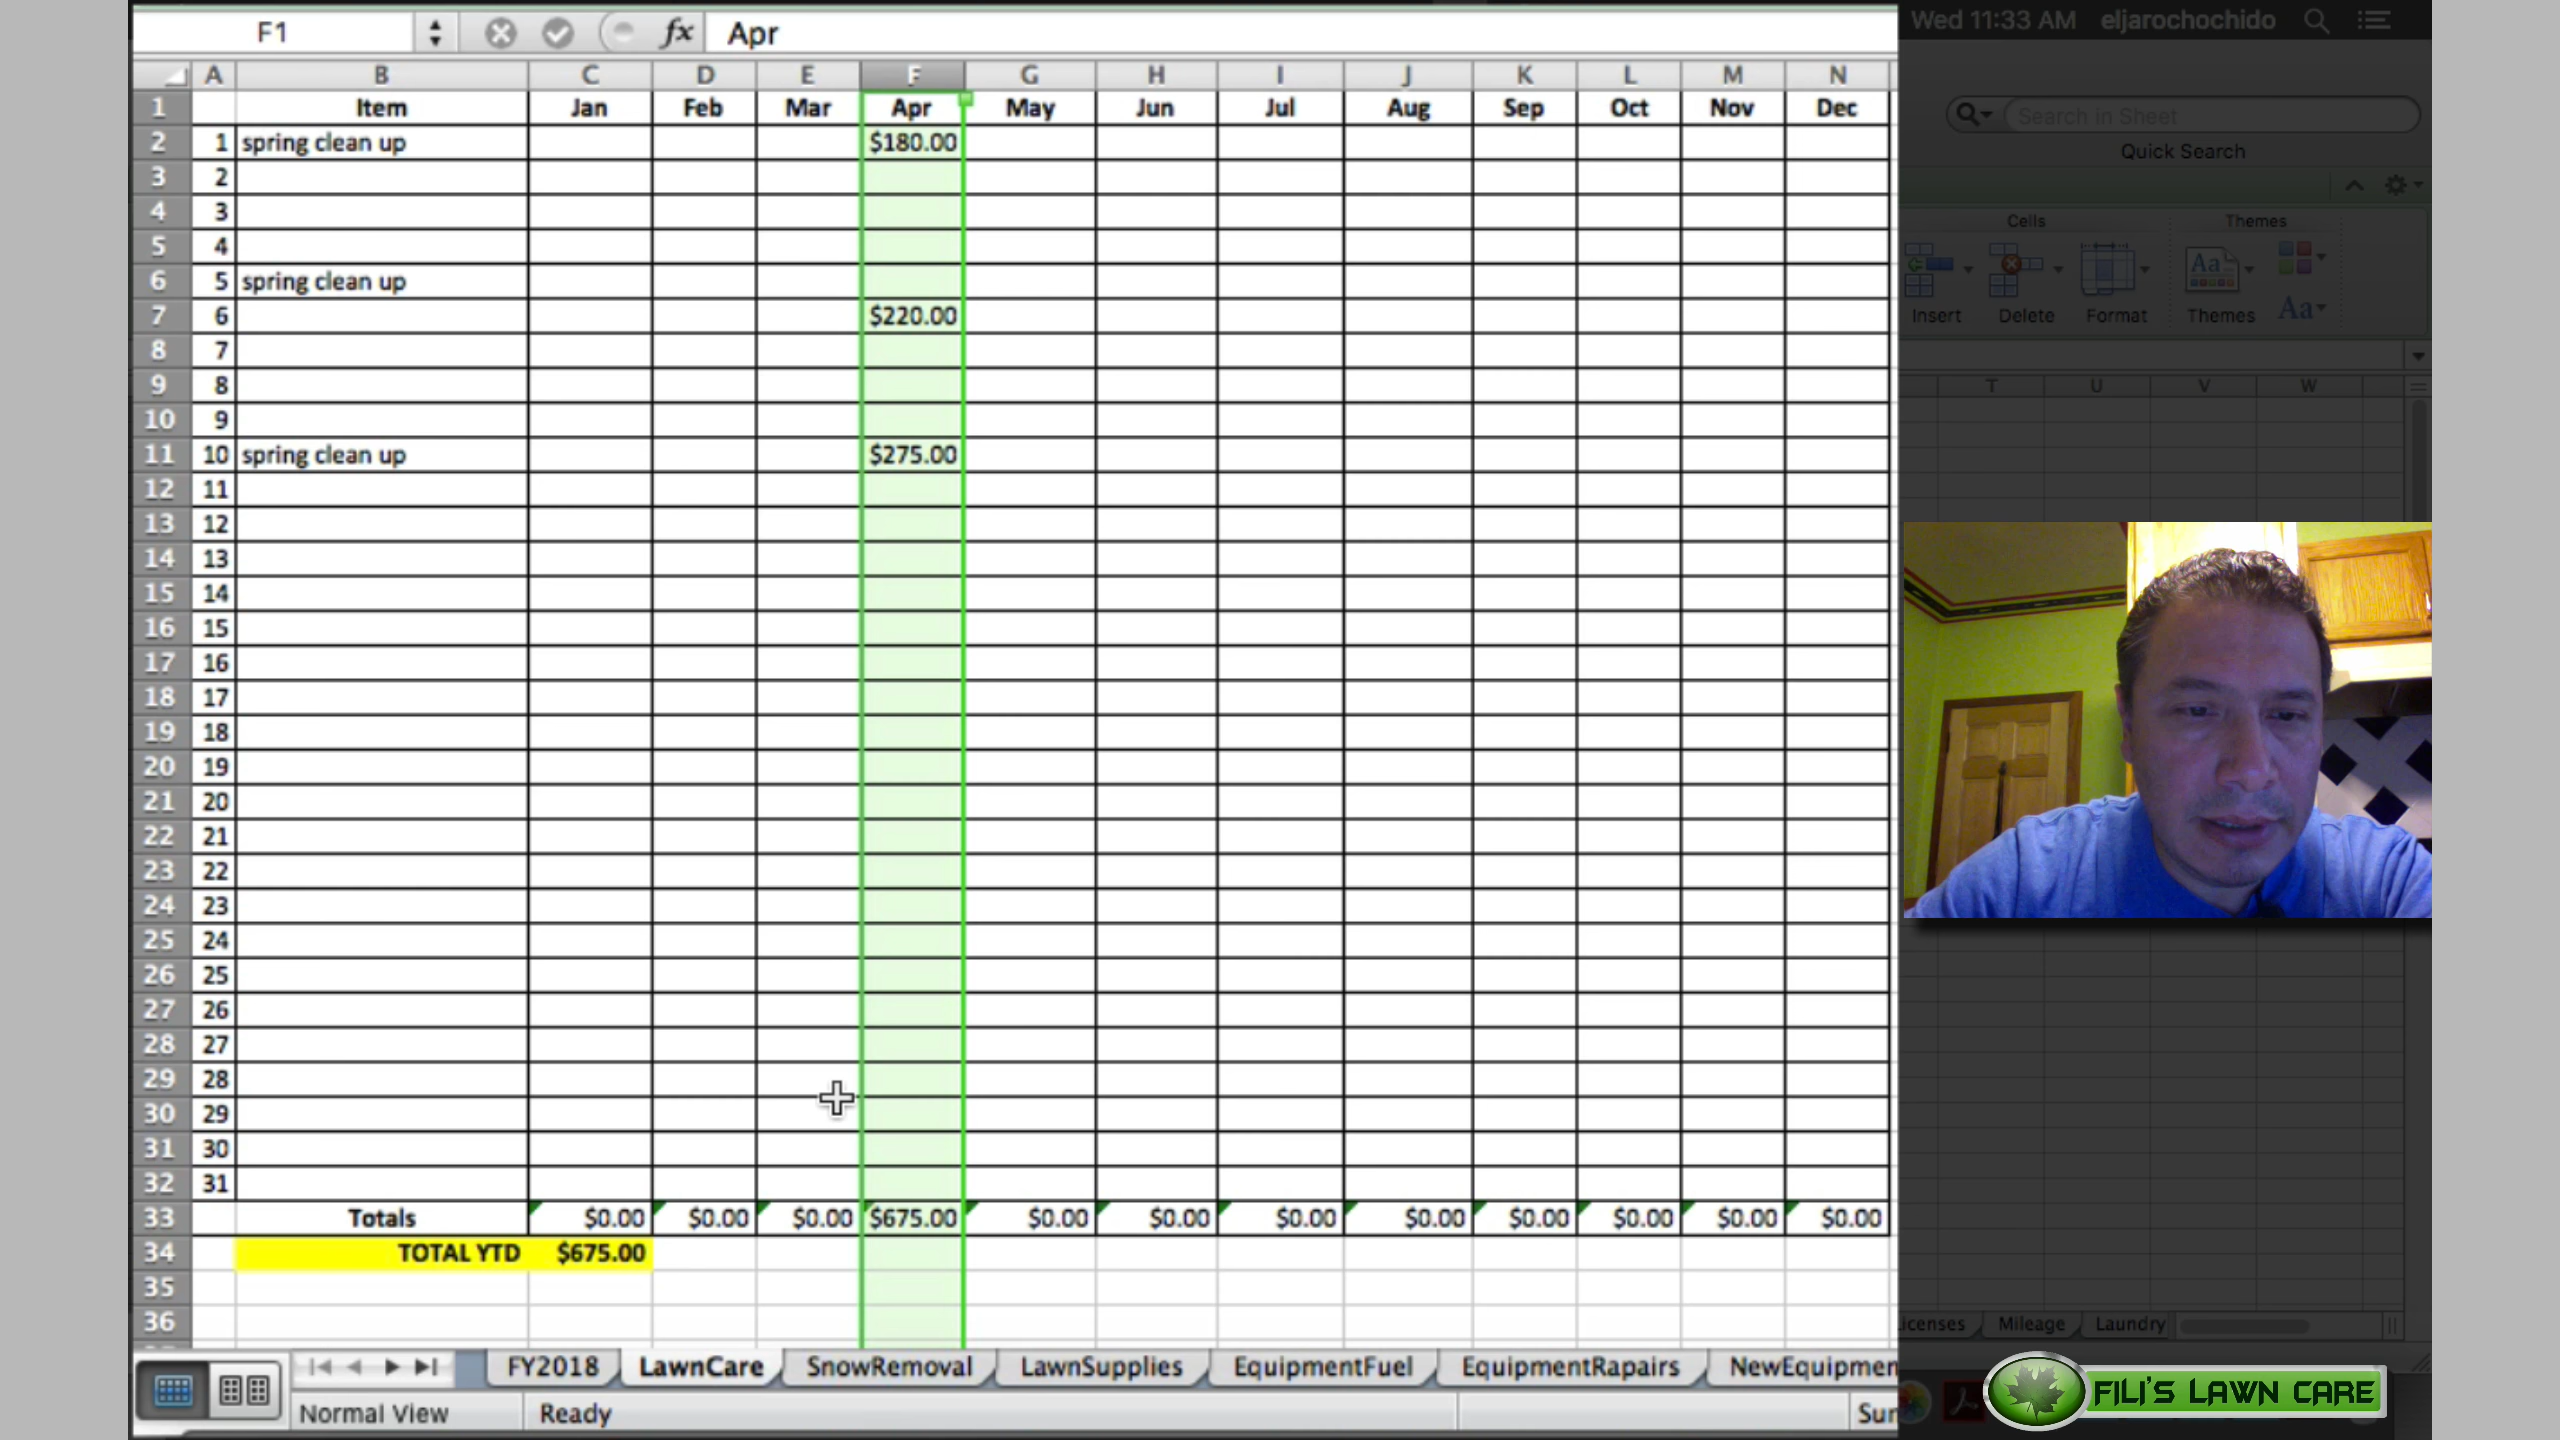 F1 fx Apr
Wed 11:33 AM eljarochochido
A B C D E F G H I J K L M N
1 Item Jan Feb Mar Apr May Jun Jul Aug Sep Oct Nov Dec
2 1 spring clean up $180.00
3 2
4 3
5 4
6 5 spring clean up
7 6 $220.00
8 7
9 8
10 9
11 10 spring clean up $275.00
12 11
13 12
14 13
15 14
16 15
17 16
18 17
19 18
20 19
21 20
22 21
23 22
24 23
25 24
26 25
27 26
28 27
29 28
30 29
31 30
32 31
33 Totals $0.00 $0.00 $0.00 $675.00 $0.00 $0.00 $0.00 $0.00 $0.00 $0.00 $0.00 $0.00
34 TOTAL YTD $675.00
35
36
FY2018 LawnCare SnowRemoval LawnSupplies EquipmentFuel EquipmentRapairs NewEquipmen
Normal View Ready Sur
Search in Sheet
Quick Search
Cells Themes
Aa
Insert Delete Format Themes Aa
T U V W
icenses Mileage Laundry
FILI'S LAWN CARE